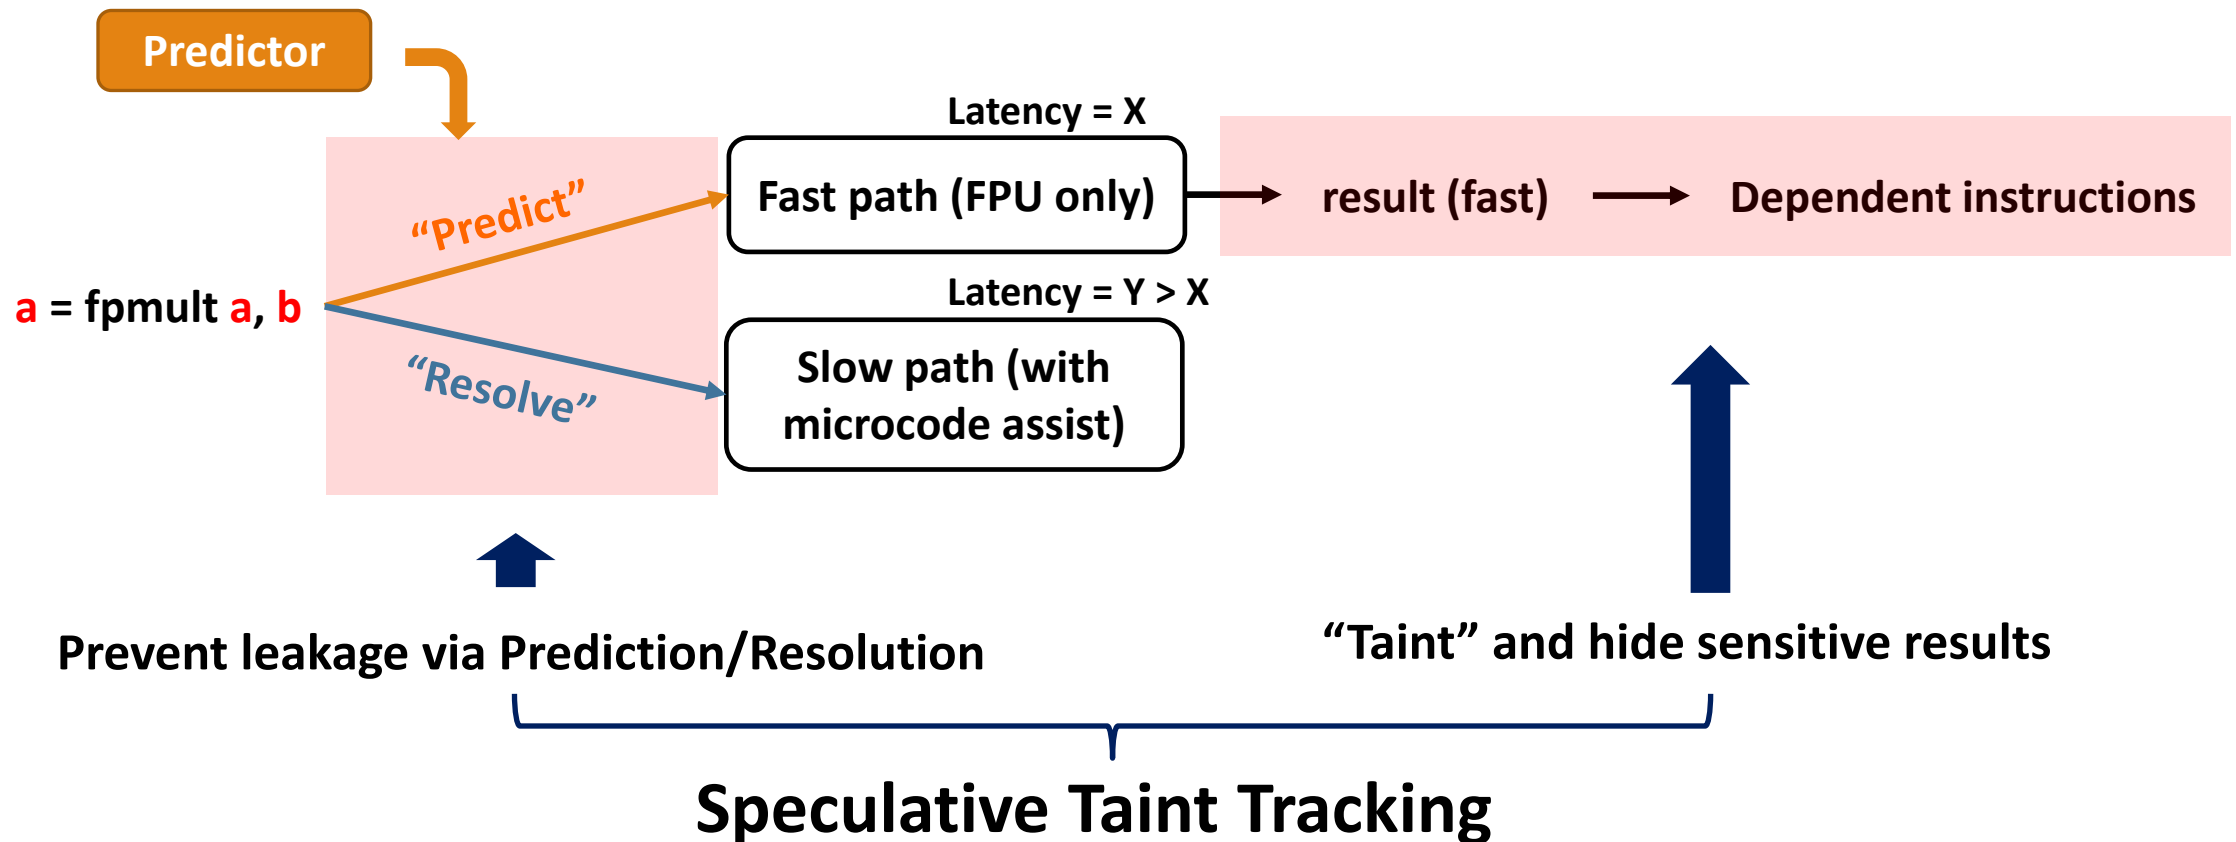 Predictor
Latency = X
"Predict"
Fast path (FPU only)
result (fast)
Dependent instructions
a = fpmult a, b
Latency = Y > X
"Resolve"
Slow path (with
microcode assist)
Prevent leakage via Prediction/Resolution
“Taint” and hide sensitive results
Speculative Taint Tracking